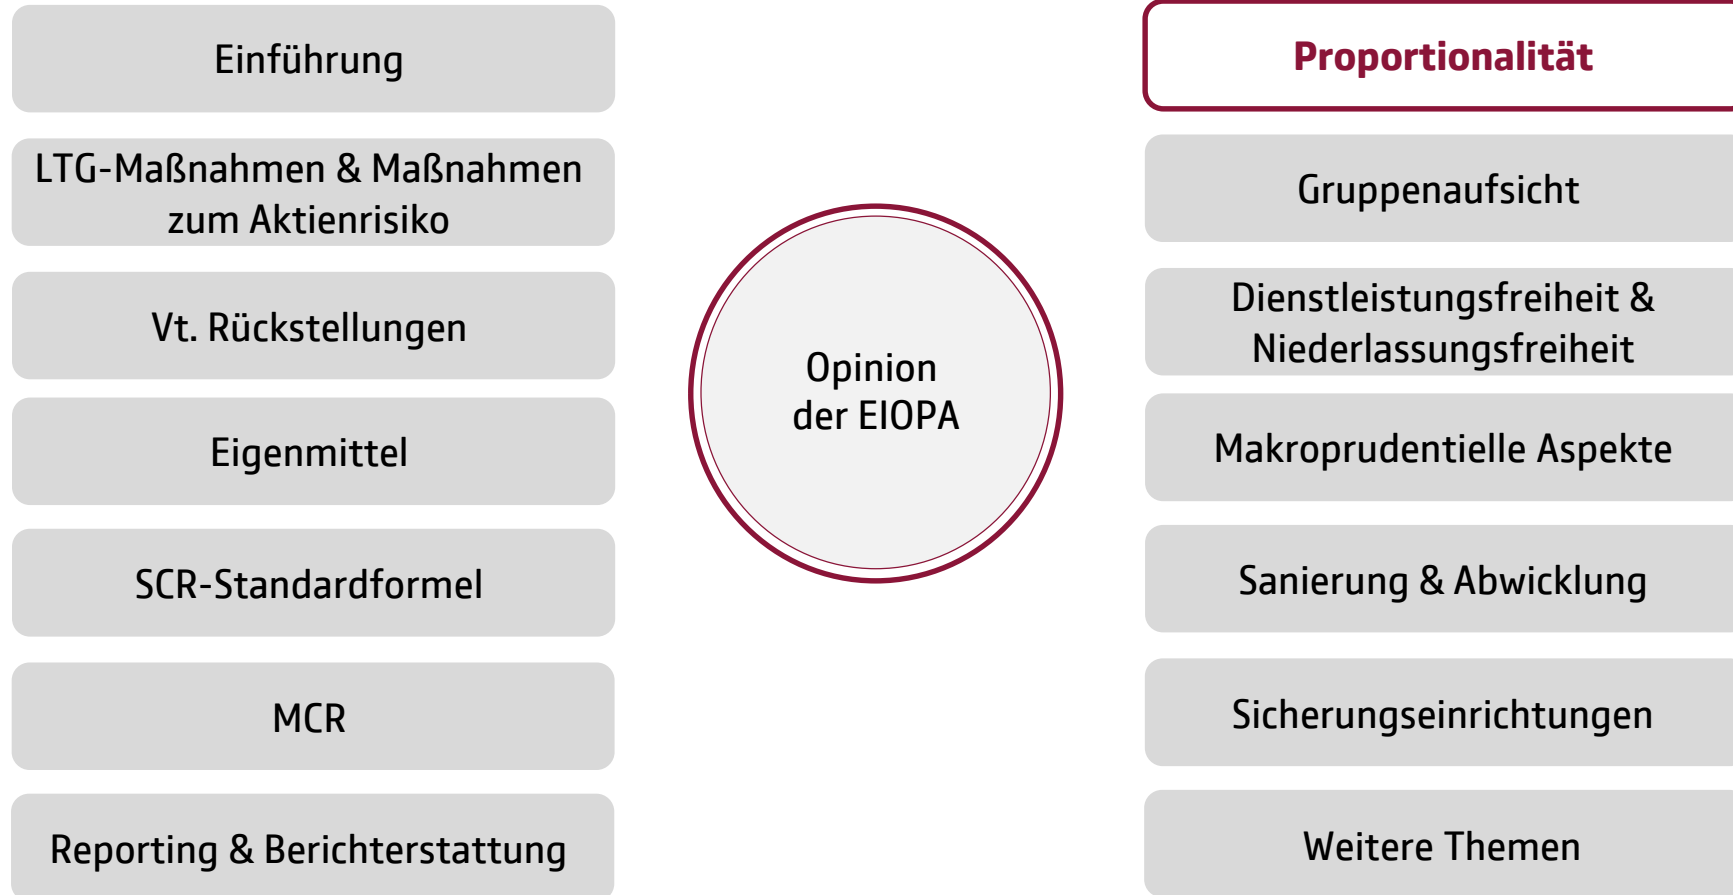 Einführung
LTG-Maßnahmen & Maßnahmen
zum Aktienrisiko
Vt. Rückstellungen
Eigenmittel
SCR-Standardformel
MCR
Reporting & Berichterstattung
Opinion
der EIOPA
Proportionalität
Gruppenaufsicht
Dienstleistungsfreiheit &
Niederlassungsfreiheit
Makroprudentielle Aspekte
Sanierung & Abwicklung
Sicherungseinrichtungen
Weitere Themen